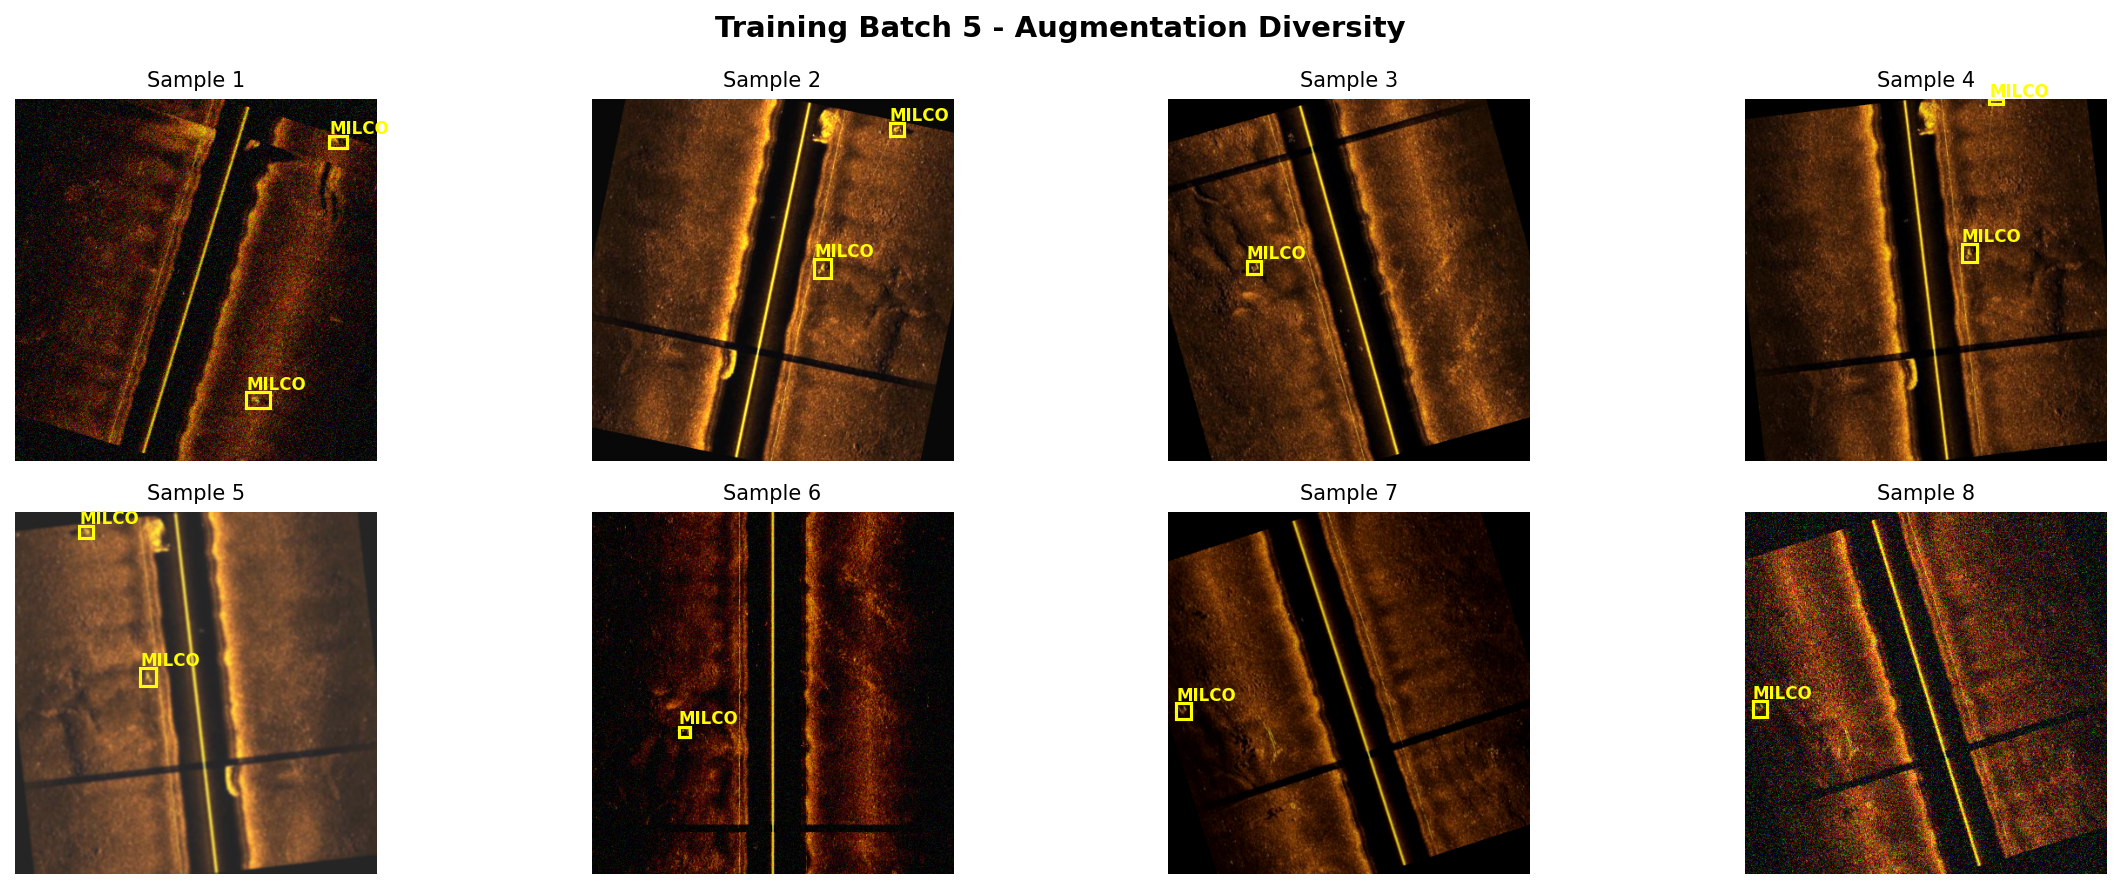 Training Batch 5 - Augmentation Diversity
Sample 1
Sample 2
Sample 3
Sample 4
MILCO
MILCO
MILCO
MILCO
MILCO
MILCO
MILCO
Sample 5
Sample 6
Sample 7
Sample 8
MILCO
MILCO
MILCO
MILCO
MILCO